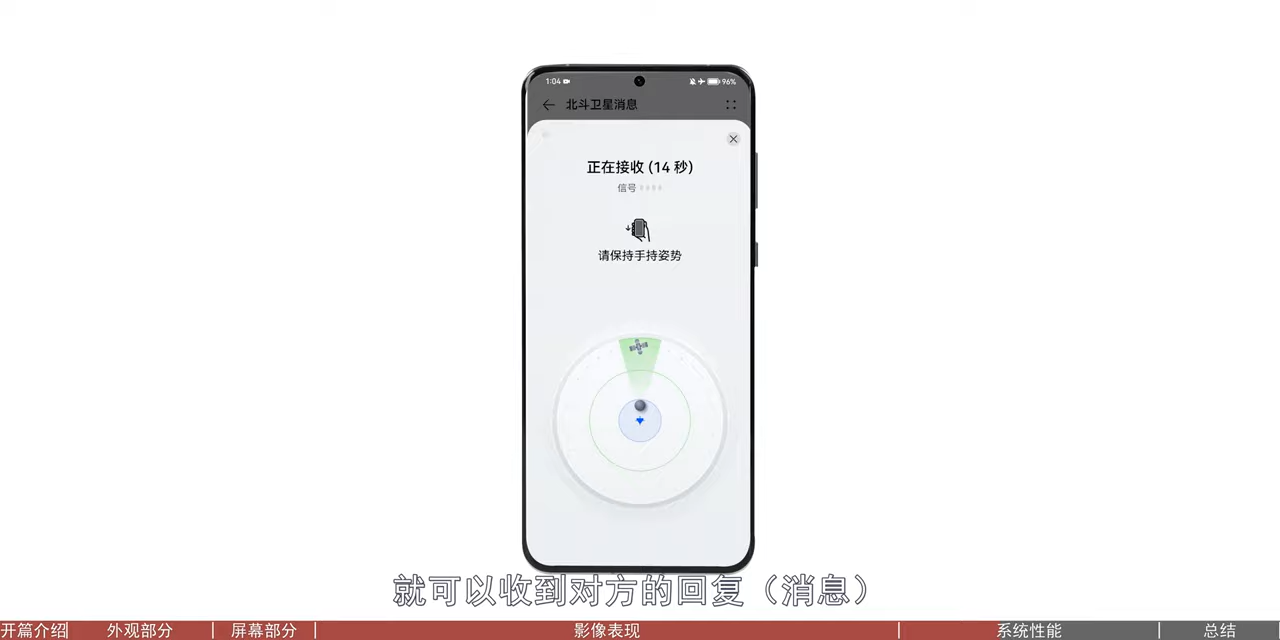 1:04
96%
北斗卫星消息
正在接收 (14 秒)
信号
请保持手持姿势
就可以收到对方的回复（消息）
开篇介绍 外观部分 屏幕部分 影像表现 系统性能 总结